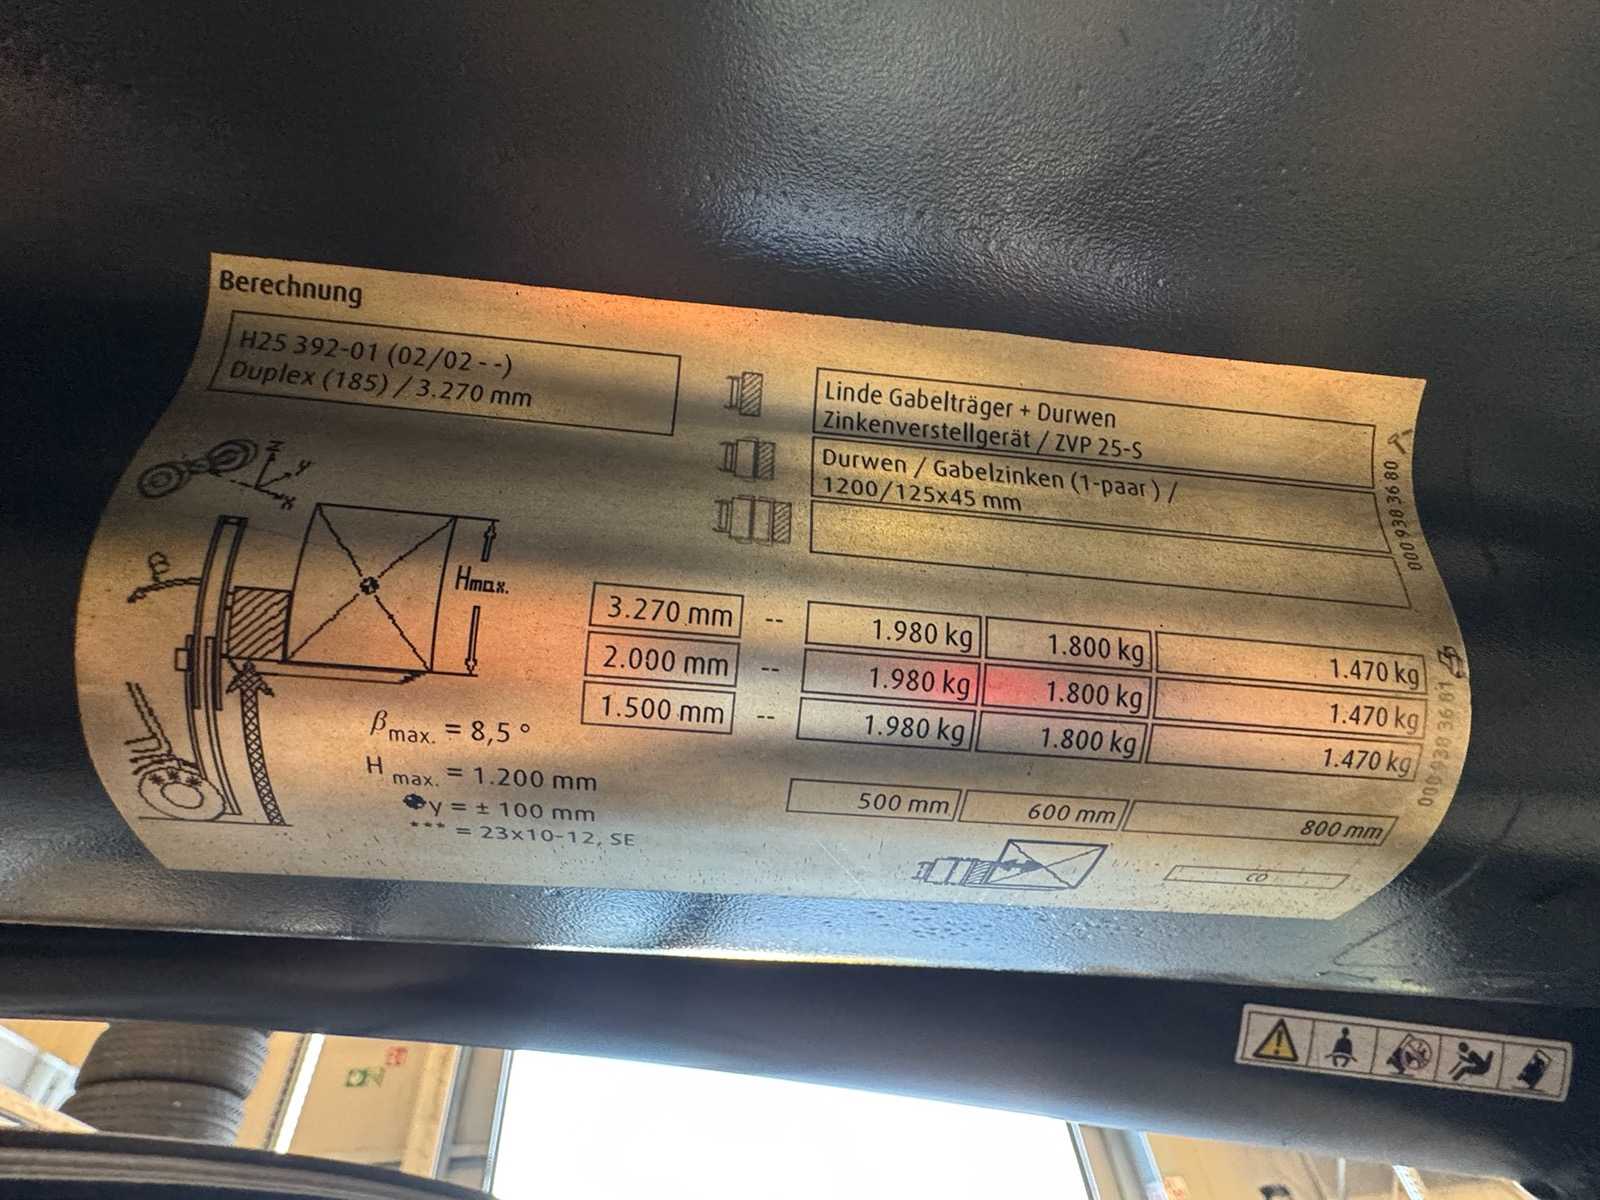 Berechnung
H25 392-01 (02/02 - -)
Duplex (185) / 3.270 mm
Linde Gabelträger + Durwen
Zinkenverstellgerät / ZVP 25-S
Durwen / Gabelzinken (1-paar ) /
1200/125x45 mm
000 938 36 80
z y
x
β
Hmax.
3.270 mm -- 1.980 kg 1.800 kg 1.470 kg
2.000 mm -- 1.980 kg 1.800 kg 1.470 kg
1.500 mm -- 1.980 kg 1.800 kg 1.470 kg
000 938 36 81
βmax. = 8,5 °
H max. = 1.200 mm
y = ± 100 mm
*** = 23x10-12, SE
***
500 mm 600 mm 800 mm
CO